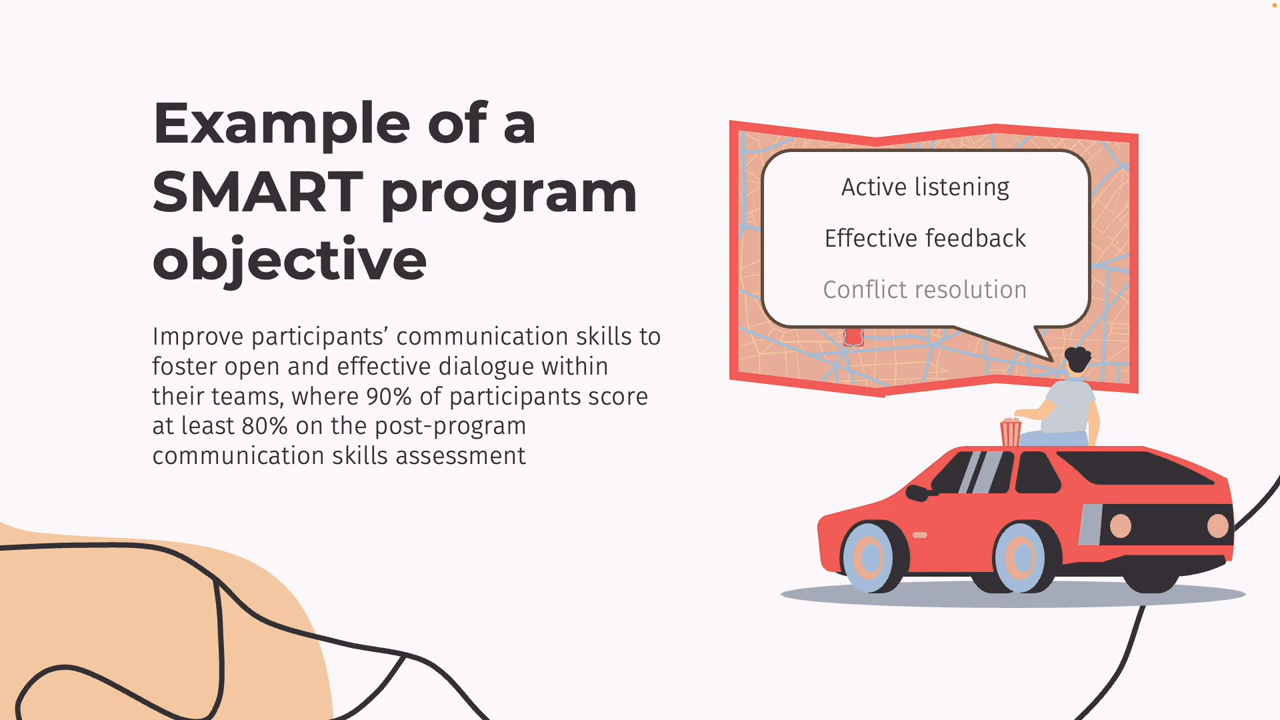 Example of a
SMART program
objective
Improve participants’ communication skills to
foster open and effective dialogue within
their teams, where 90% of participants score
at least 80% on the post-program
communication skills assessment
Active listening
Effective feedback
Conflict resolution